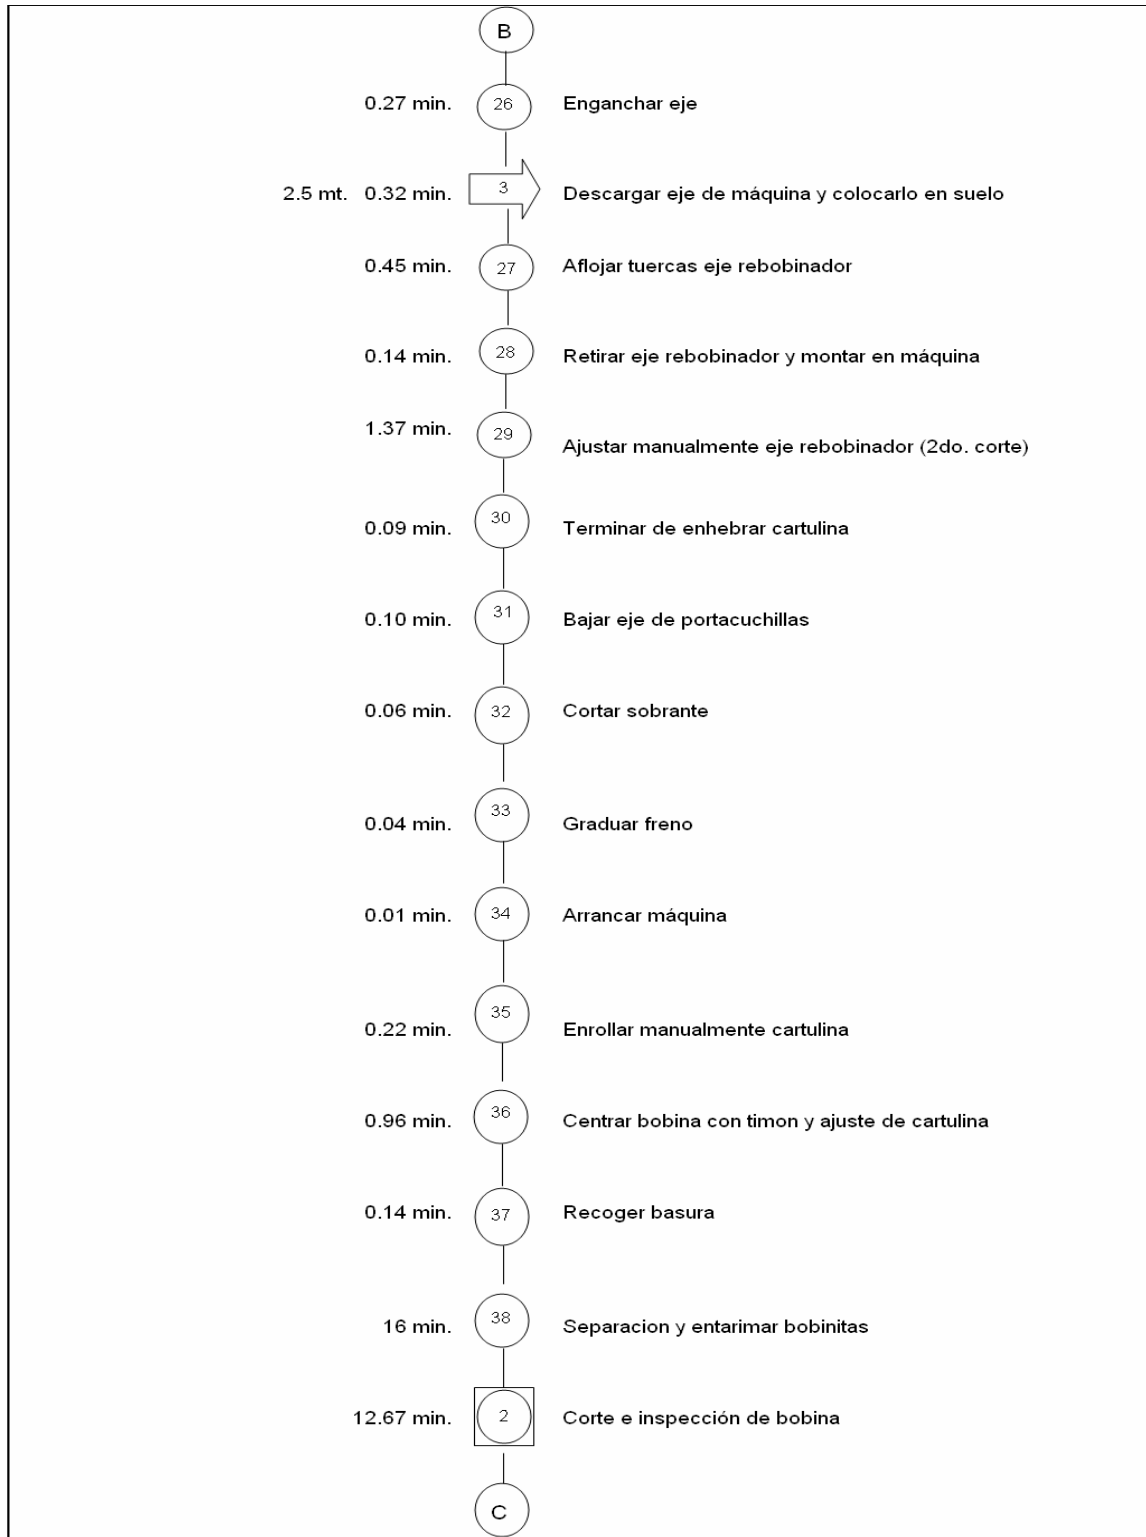 B
0.27 min. 26 Enganchar eje
2.5 mt. 0.32 min. 3 Descargar eje de máquina y colocarlo en suelo
0.45 min. 27 Aflojar tuercas eje rebobinador
0.14 min. 28 Retirar eje rebobinador y montar en máquina
1.37 min. 29 Ajustar manualmente eje rebobinador (2do. corte)
0.09 min. 30 Terminar de enhebrar cartulina
0.10 min. 31 Bajar eje de portacuchillas
0.06 min. 32 Cortar sobrante
0.04 min. 33 Graduar freno
0.01 min. 34 Arrancar máquina
0.22 min. 35 Enrollar manualmente cartulina
0.96 min. 36 Centrar bobina con timon y ajuste de cartulina
0.14 min. 37 Recoger basura
16 min. 38 Separacion y entarimar bobinitas
12.67 min. 2 Corte e inspección de bobina
C